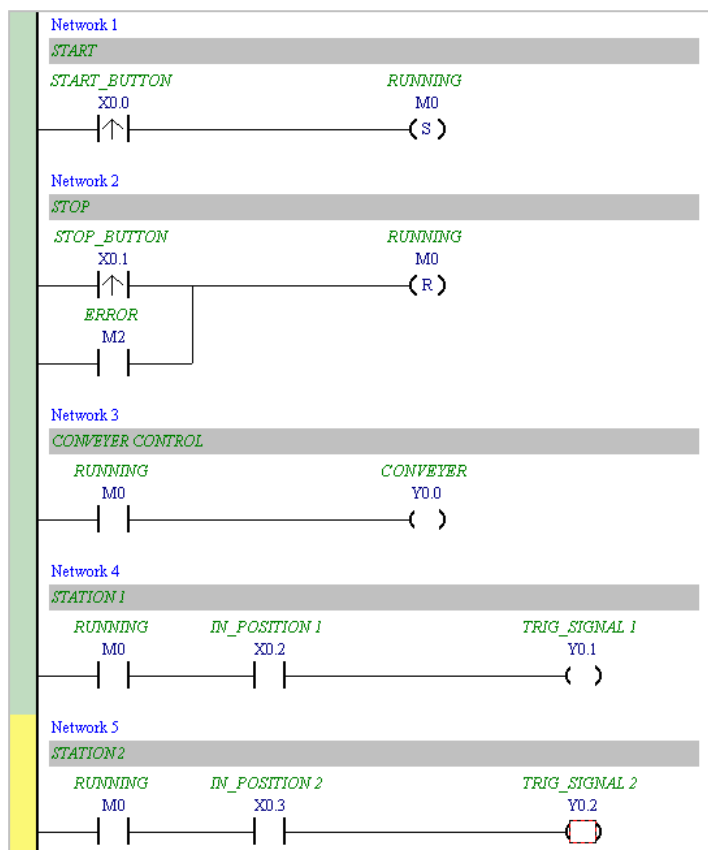 Network 1
START
START_BUTTON RUNNING
X0.0 M0
S
Network 2
STOP
STOP_BUTTON RUNNING
X0.1 M0
R
ERROR
M2
Network 3
CONVEYER CONTROL
RUNNING CONVEYER
M0 Y0.0
Network 4
STATION 1
RUNNING IN_POSITION 1 TRIG_SIGNAL 1
M0 X0.2 Y0.1
Network 5
STATION2
RUNNING IN_POSITION 2 TRIG_SIGNAL 2
M0 X0.3 Y0.2